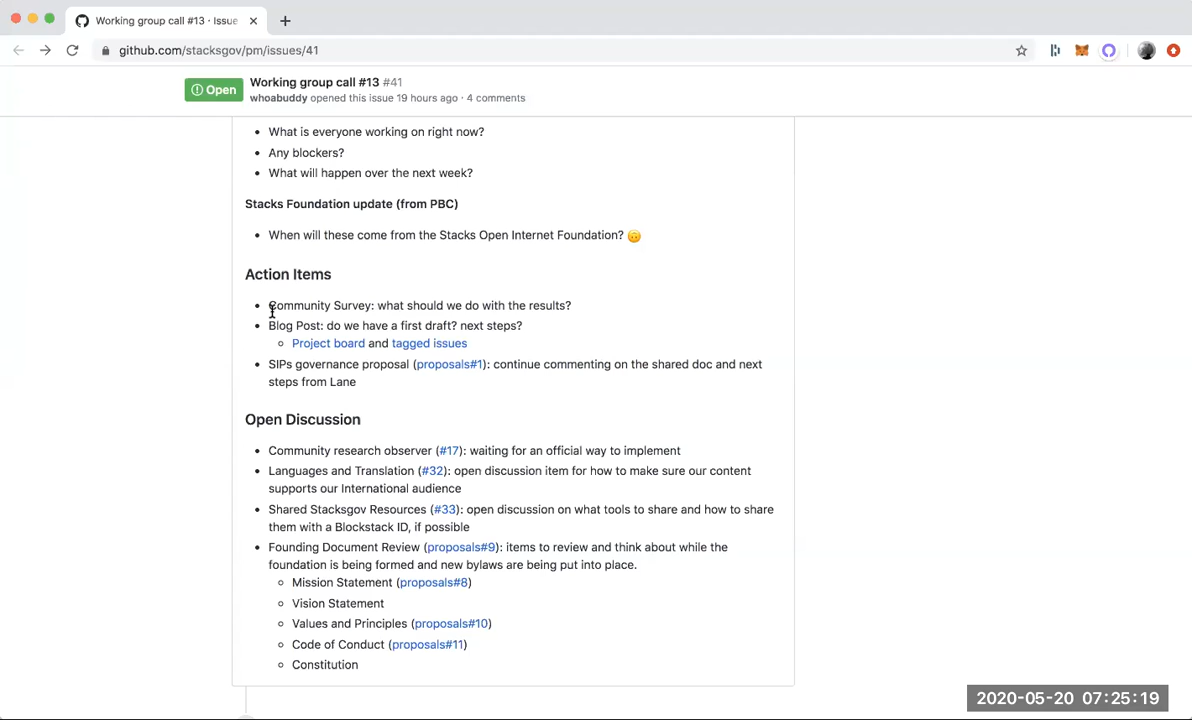 Working group call #13 · Issue
github.com/stacksgov/pm/issues/41
Open
Working group call #13 #41
whoabuddy opened this issue 19 hours ago · 4 comments
What is everyone working on right now?
Any blockers?
What will happen over the next week?
Stacks Foundation update (from PBC)
When will these come from the Stacks Open Internet Foundation? 🙃
Action Items
Community Survey: what should we do with the results?
Blog Post: do we have a first draft? next steps?
Project board and tagged issues
SIPs governance proposal (proposals#1): continue commenting on the shared doc and next
steps from Lane
Open Discussion
Community research observer (#17): waiting for an official way to implement
Languages and Translation (#32): open discussion item for how to make sure our content
supports our International audience
Shared Stacksgov Resources (#33): open discussion on what tools to share and how to share
them with a Blockstack ID, if possible
Founding Document Review (proposals#9): items to review and think about while the
foundation is being formed and new bylaws are being put into place.
Mission Statement (proposals#8)
Vision Statement
Values and Principles (proposals#10)
Code of Conduct (proposals#11)
Constitution
2020-05-20 07:25:19